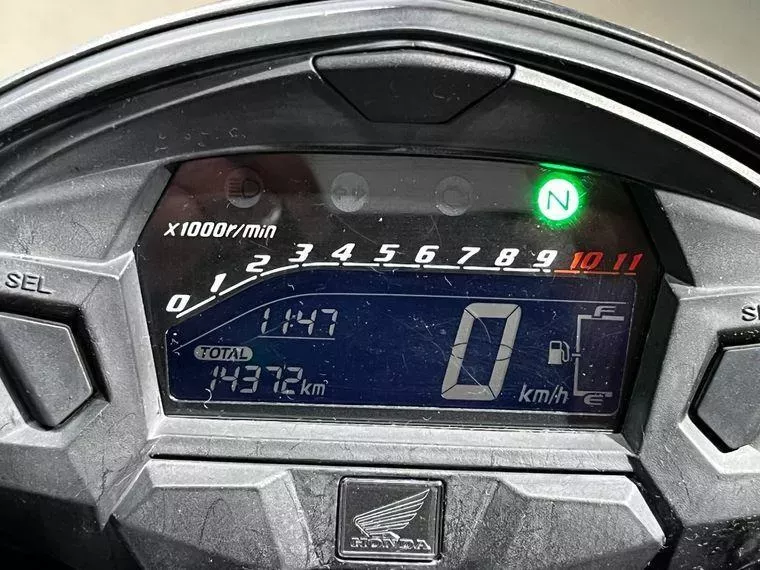 N
x1000r/min
0 1 2 3 4 5 6 7 8 9 10 11
SEL
11:47
TOTAL
14372km
0 km/h
F
E
HONDA